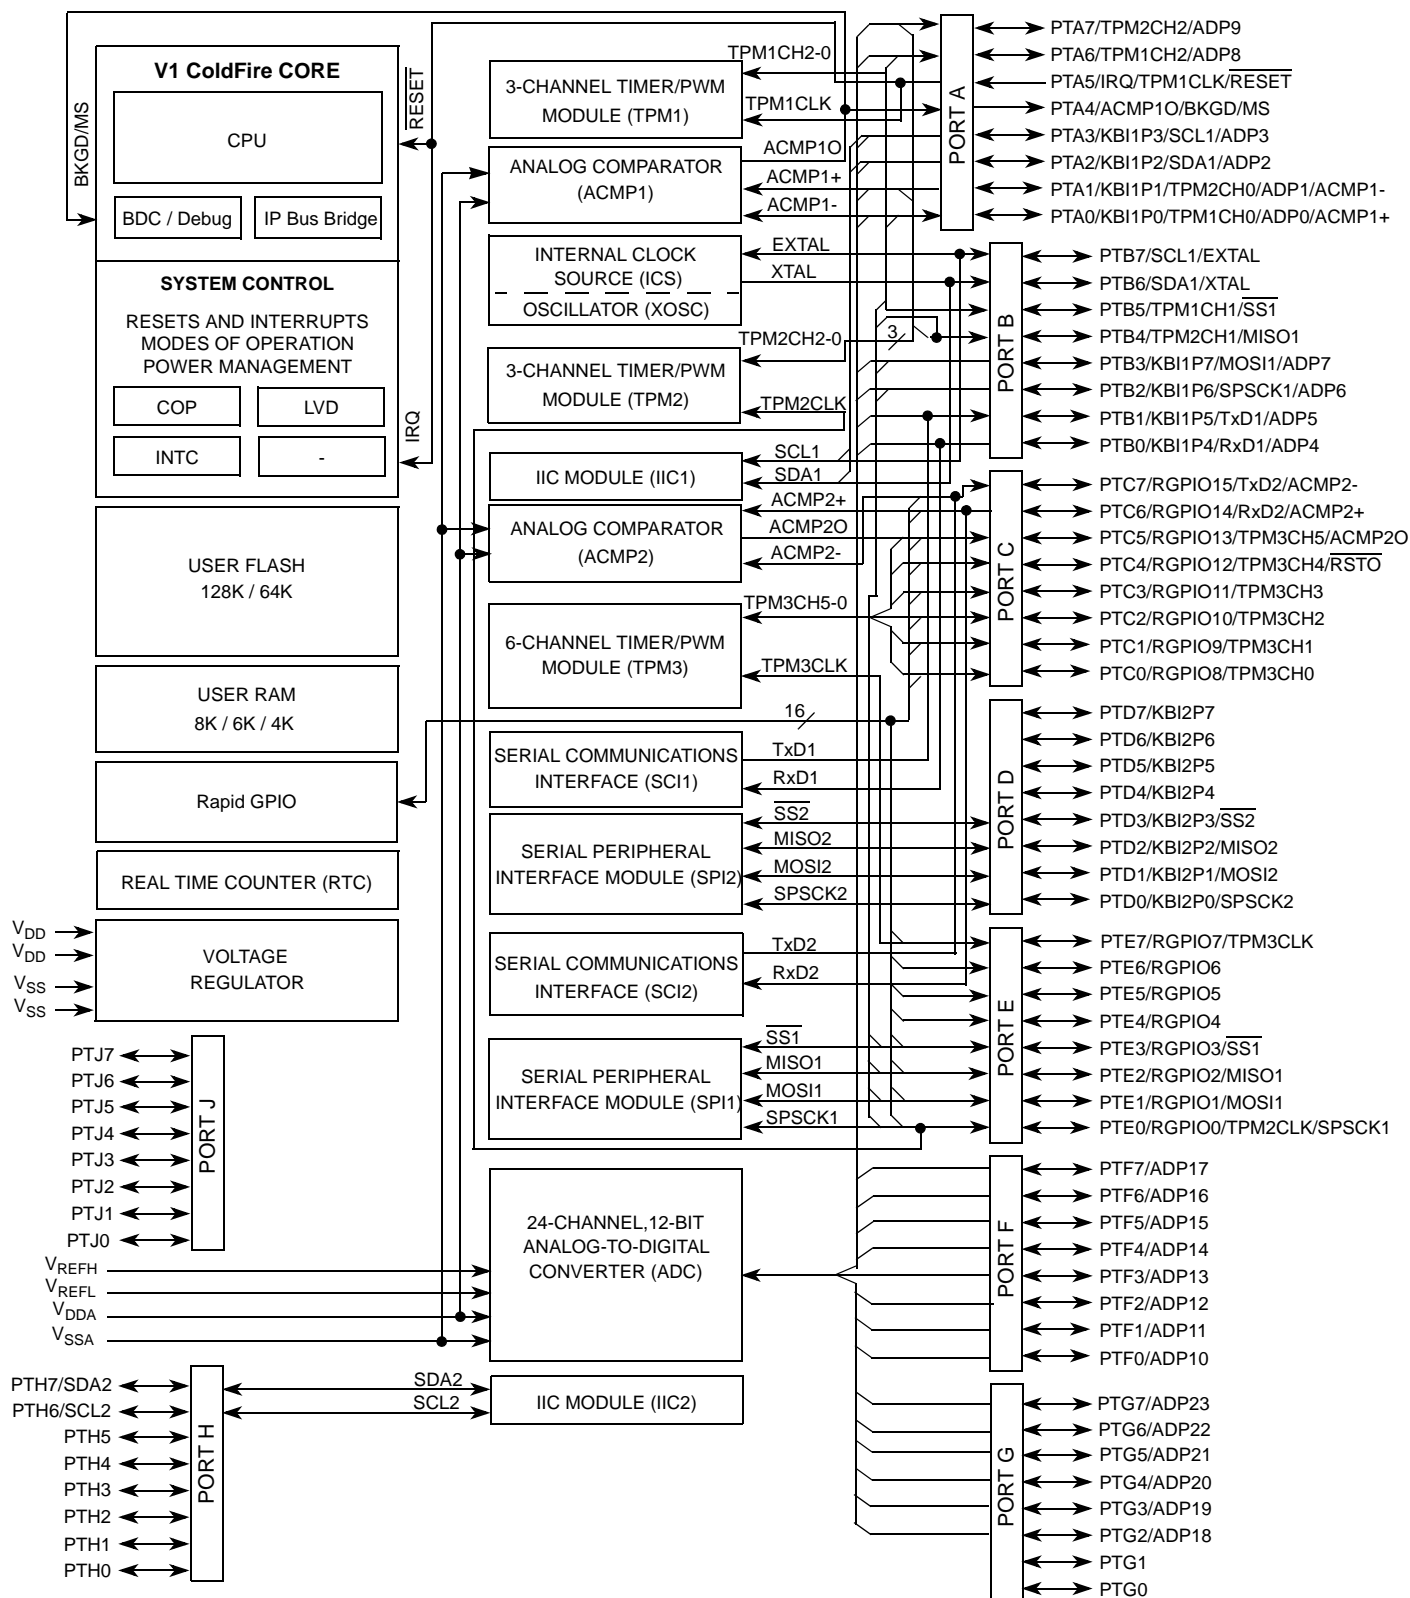 BKGD/MS
V1 ColdFire CORE
CPU
BDC / Debug
IP Bus Bridge
RESET
SYSTEM CONTROL
RESETS AND INTERRUPTS
MODES OF OPERATION
POWER MANAGEMENT
COP
LVD
INTC
-
IRQ
USER FLASH
128K / 64K
USER RAM
8K / 6K / 4K
Rapid GPIO
REAL TIME COUNTER (RTC)
VDD
VDD
VSS
VSS
VOLTAGE
REGULATOR
PTJ7
PTJ6
PTJ5
PTJ4
PTJ3
PTJ2
PTJ1
PTJ0
PORT J
VREFH
VREFL
VDDA
VSSA
PTH7/SDA2
PTH6/SCL2
PTH5
PTH4
PTH3
PTH2
PTH1
PTH0
PORT H
3-CHANNEL TIMER/PWM
MODULE (TPM1)
TPM1CH2-0
TPM1CLK
ANALOG COMPARATOR
(ACMP1)
ACMP1O
ACMP1+
ACMP1-
INTERNAL CLOCK
SOURCE (ICS)
OSCILLATOR (XOSC)
EXTAL
XTAL
3-CHANNEL TIMER/PWM
MODULE (TPM2)
TPM2CH2-0
3
TPM2CLK
IIC MODULE (IIC1)
SCL1
SDA1
ANALOG COMPARATOR
(ACMP2)
ACMP2+
ACMP2O
ACMP2-
6-CHANNEL TIMER/PWM
MODULE (TPM3)
TPM3CH5-0
TPM3CLK
16
SERIAL COMMUNICATIONS
INTERFACE (SCI1)
TxD1
RxD1
SERIAL PERIPHERAL
INTERFACE MODULE (SPI2)
SS2
MISO2
MOSI2
SPSCK2
SERIAL COMMUNICATIONS
INTERFACE (SCI2)
TxD2
RxD2
SERIAL PERIPHERAL
INTERFACE MODULE (SPI1)
SS1
MISO1
MOSI1
SPSCK1
24-CHANNEL,12-BIT
ANALOG-TO-DIGITAL
CONVERTER (ADC)
SDA2
SCL2
IIC MODULE (IIC2)
PORT A
PTA7/TPM2CH2/ADP9
PTA6/TPM1CH2/ADP8
PTA5/IRQ/TPM1CLK/RESET
PTA4/ACMP1O/BKGD/MS
PTA3/KBI1P3/SCL1/ADP3
PTA2/KBI1P2/SDA1/ADP2
PTA1/KBI1P1/TPM2CH0/ADP1/ACMP1-
PTA0/KBI1P0/TPM1CH0/ADP0/ACMP1+
PORT B
PTB7/SCL1/EXTAL
PTB6/SDA1/XTAL
PTB5/TPM1CH1/SS1
PTB4/TPM2CH1/MISO1
PTB3/KBI1P7/MOSI1/ADP7
PTB2/KBI1P6/SPSCK1/ADP6
PTB1/KBI1P5/TxD1/ADP5
PTB0/KBI1P4/RxD1/ADP4
PORT C
PTC7/RGPIO15/TxD2/ACMP2-
PTC6/RGPIO14/RxD2/ACMP2+
PTC5/RGPIO13/TPM3CH5/ACMP2O
PTC4/RGPIO12/TPM3CH4/RSTO
PTC3/RGPIO11/TPM3CH3
PTC2/RGPIO10/TPM3CH2
PTC1/RGPIO9/TPM3CH1
PTC0/RGPIO8/TPM3CH0
PORT D
PTD7/KBI2P7
PTD6/KBI2P6
PTD5/KBI2P5
PTD4/KBI2P4
PTD3/KBI2P3/SS2
PTD2/KBI2P2/MISO2
PTD1/KBI2P1/MOSI2
PTD0/KBI2P0/SPSCK2
PORT E
PTE7/RGPIO7/TPM3CLK
PTE6/RGPIO6
PTE5/RGPIO5
PTE4/RGPIO4
PTE3/RGPIO3/SS1
PTE2/RGPIO2/MISO1
PTE1/RGPIO1/MOSI1
PTE0/RGPIO0/TPM2CLK/SPSCK1
PORT F
PTF7/ADP17
PTF6/ADP16
PTF5/ADP15
PTF4/ADP14
PTF3/ADP13
PTF2/ADP12
PTF1/ADP11
PTF0/ADP10
PORT G
PTG7/ADP23
PTG6/ADP22
PTG5/ADP21
PTG4/ADP20
PTG3/ADP19
PTG2/ADP18
PTG1
PTG0